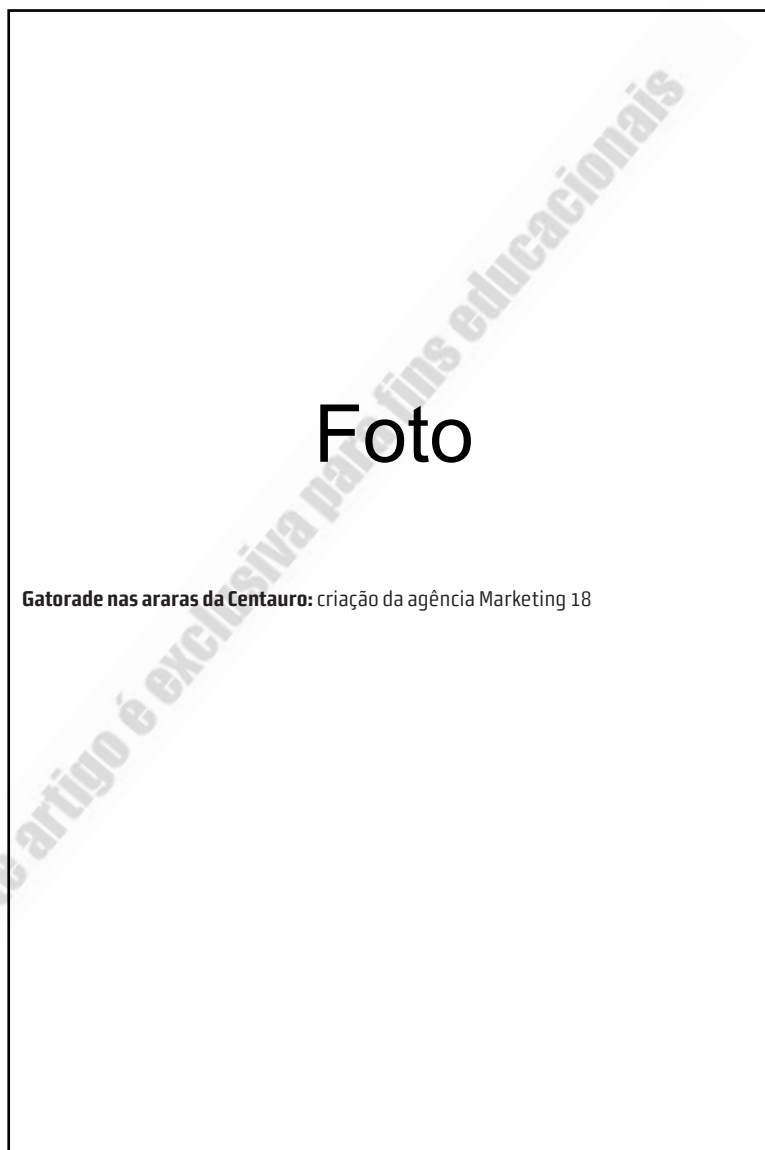 Foto
Gatorade nas araras da Centauro: criação da agência Marketing 18
artigo é exclusiva para fins educacionais